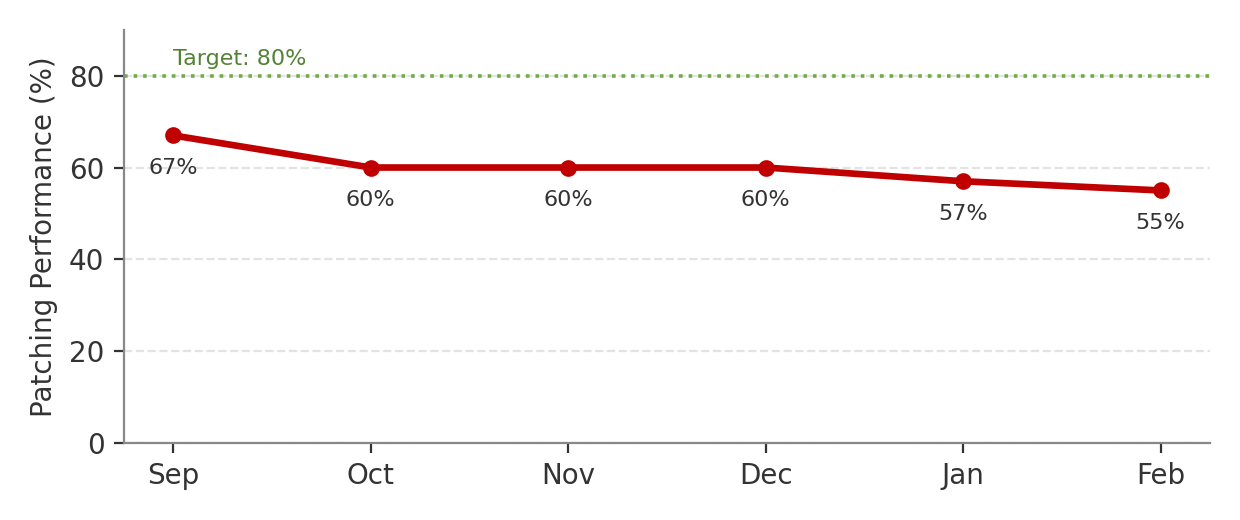 Target: 80%
Patching Performance (%)
80
60
40
20
0
67%
60%
60%
60%
57%
55%
Sep
Oct
Nov
Dec
Jan
Feb